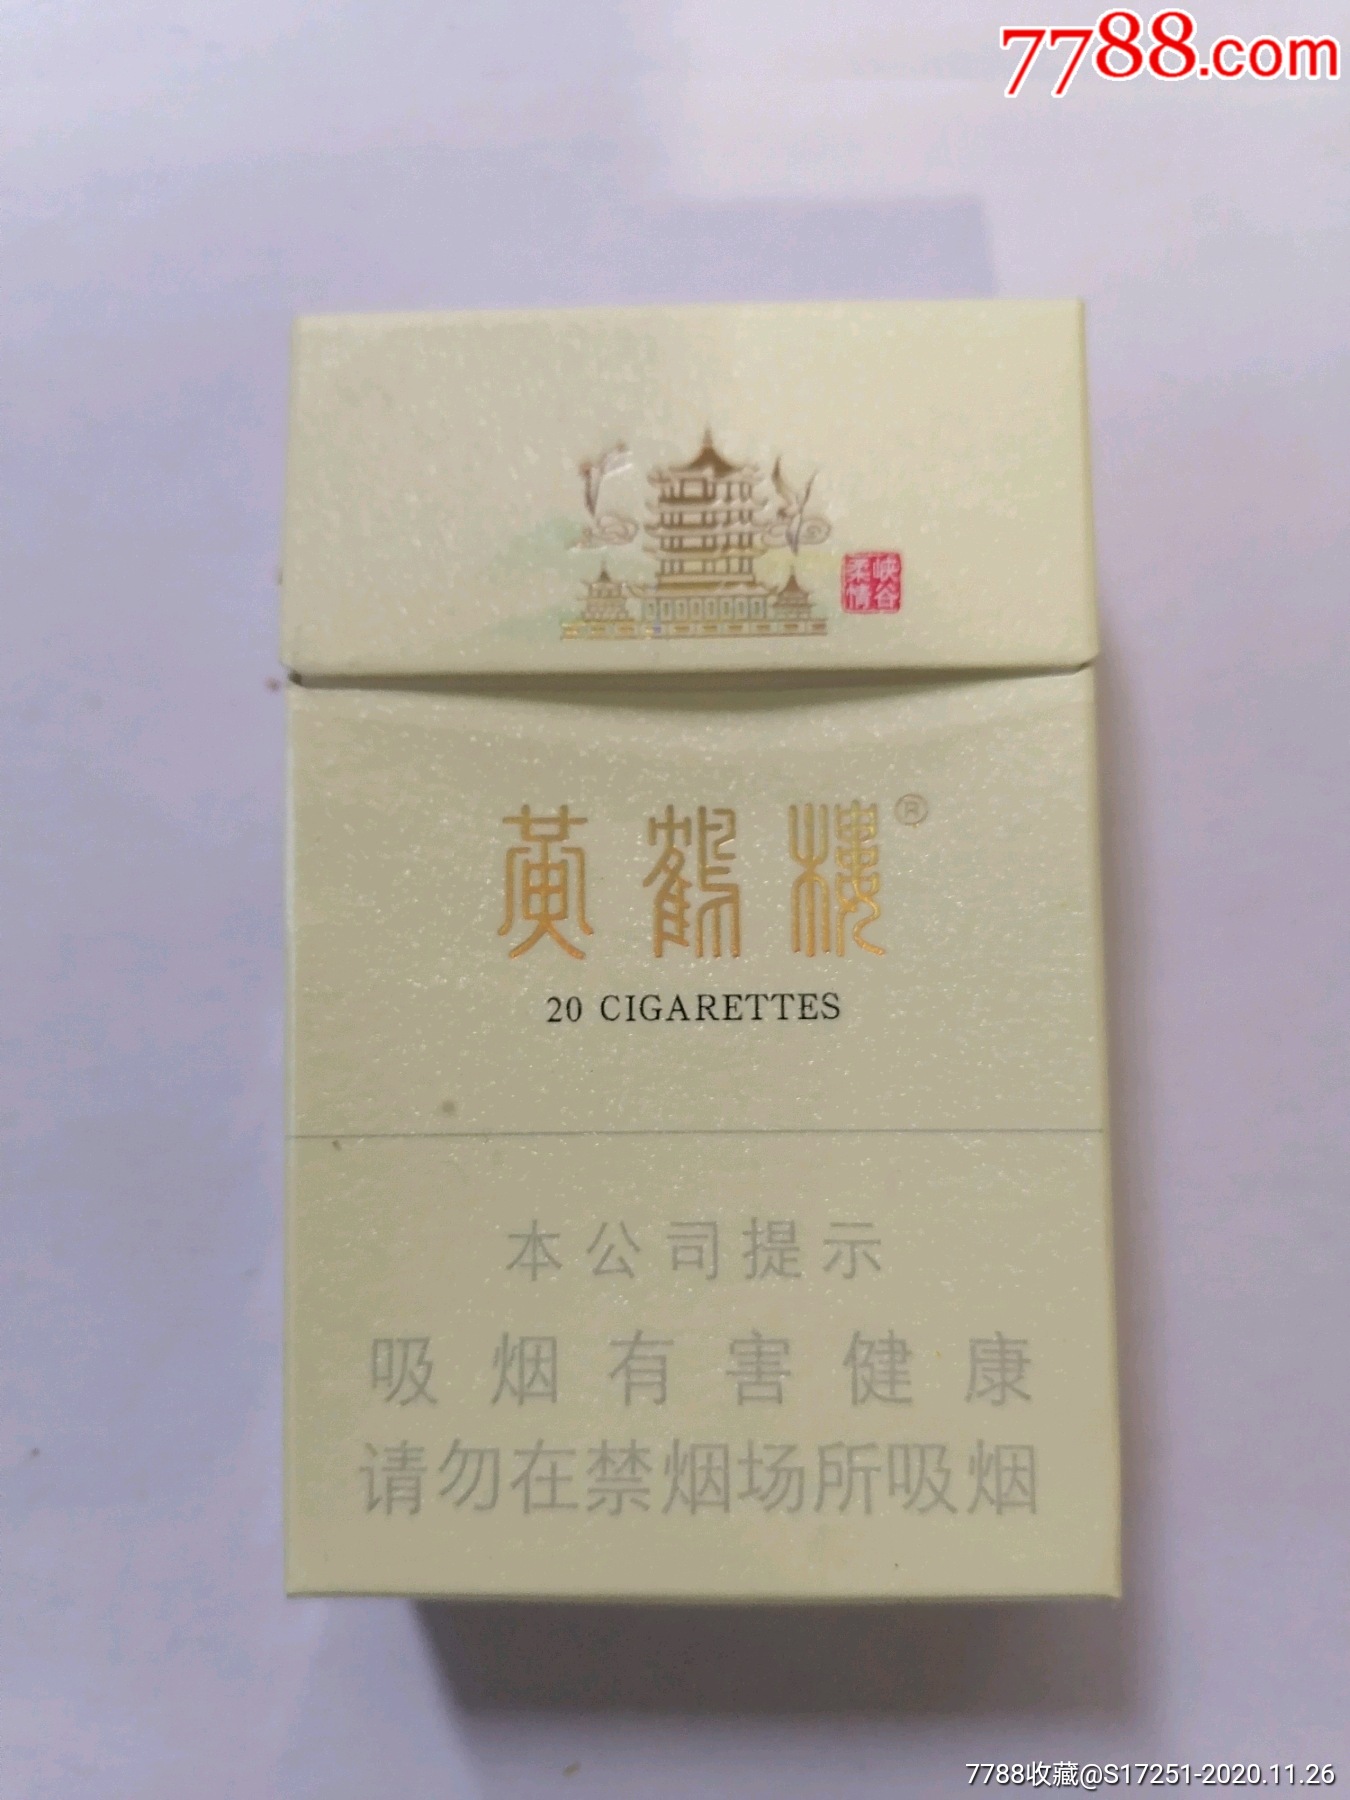 7788.com
峡谷
柔情
黄鹤楼®
20 CIGARETTES
本公司提示
吸烟有害健康
请勿在禁烟场所吸烟
7788收藏@S17251-2020.11.26